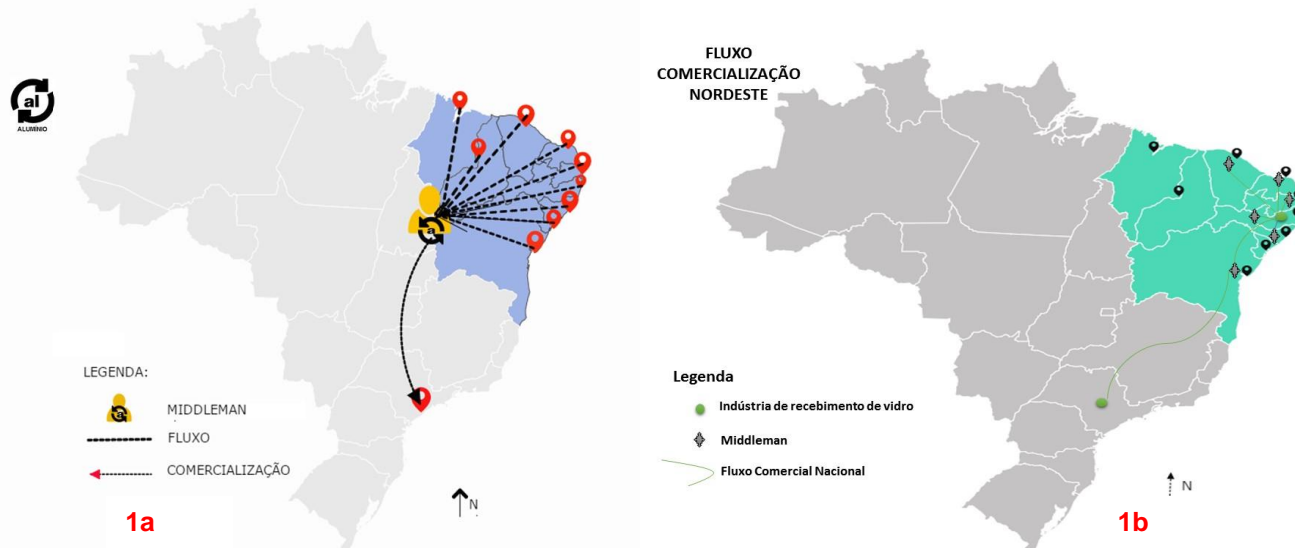 al
ALUMÍNIO
a
LEGENDA:
MIDDLEMAN
FLUXO
COMERCIALIZAÇÃO
N
1a
FLUXO
COMERCIALIZAÇÃO
NORDESTE
Legenda
Indústria de recebimento de vidro
Middleman
Fluxo Comercial Nacional
N
1b